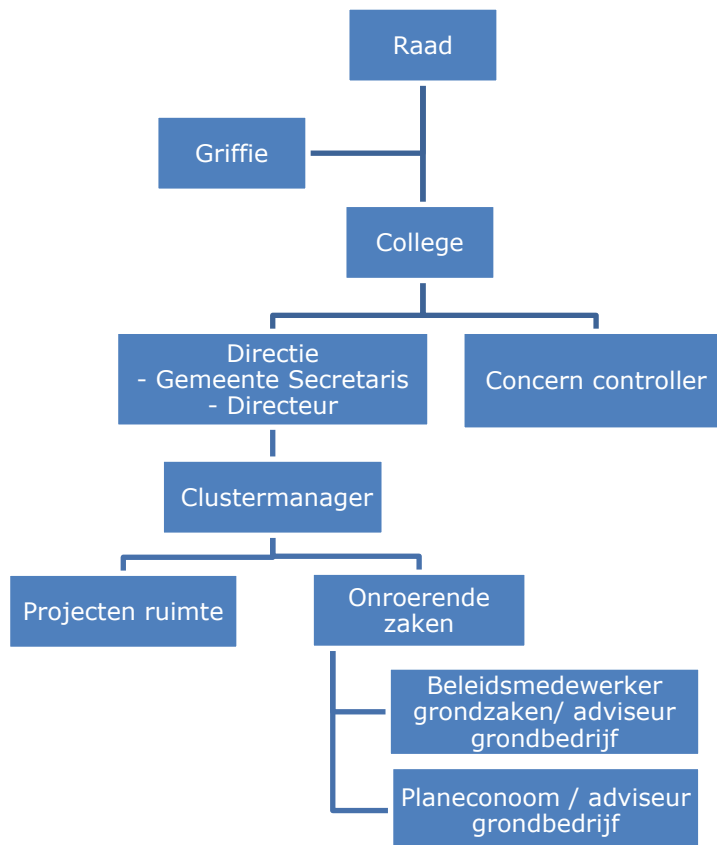 Raad
Griffie
College
Directie
- Gemeente Secretaris
- Directeur
Concern controller
Clustermanager
Projecten ruimte
Onroerende
zaken
Beleidsmedewerker
grondzaken/ adviseur
grondbedrijf
Planeconoom / adviseur
grondbedrijf